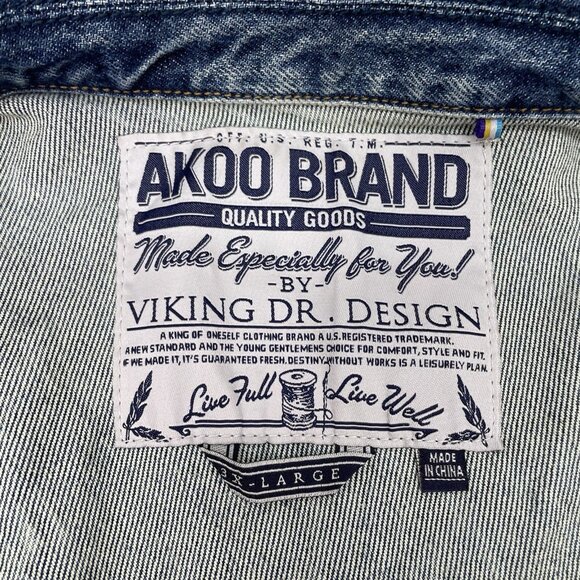 OFF. U.S. REG. T.M.
AKOO BRAND
QUALITY GOODS
Made Especially for You!
-BY-
VIKING DR. DESIGN
A KING OF ONESELF CLOTHING BRAND A U.S. REGISTERED TRADEMARK.
A NEW STANDARD AND THE YOUNG GENTLEMENS CHOICE FOR COMFORT, STYLE AND FIT.
IF WE MADE IT, IT'S GUARANTEED FRESH. DESTINY WITHOUT WORKS IS A LEISURELY PLAN.
Live Full Live Well
3X-LARGE
MADE
IN CHINA